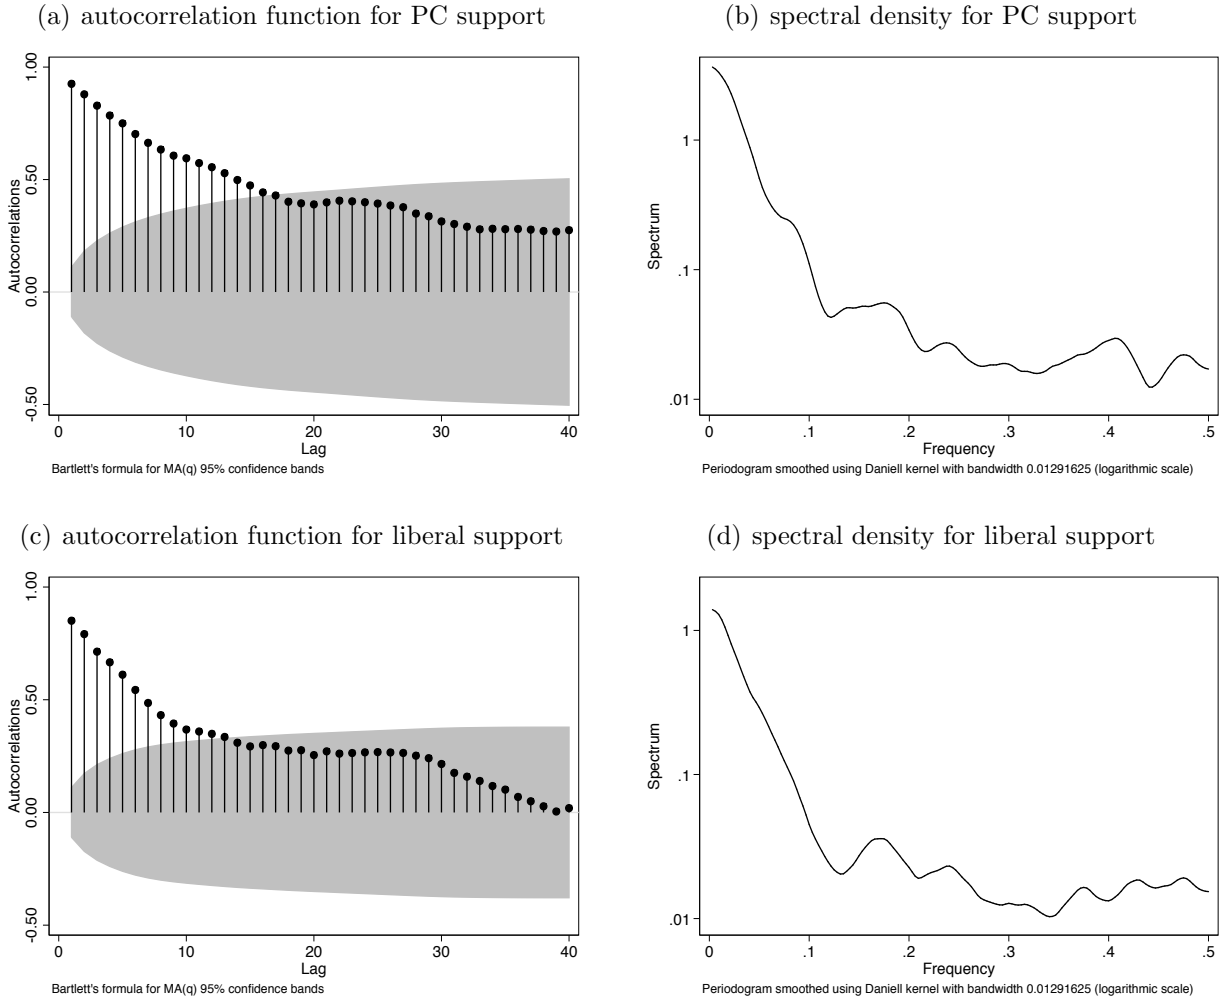 (a) autocorrelation function for PC support
(b) spectral density for PC support
Autocorrelations
1.00
0.50
0.00
-0.50
0 10 20 30 40
Lag
Bartlett's formula for MA(q) 95% confidence bands
Spectrum
1
.1
.01
0 .1 .2 .3 .4 .5
Frequency
Periodogram smoothed using Daniell kernel with bandwidth 0.01291625 (logarithmic scale)
(c) autocorrelation function for liberal support
(d) spectral density for liberal support
Autocorrelations
1.00
0.50
0.00
-0.50
0 10 20 30 40
Lag
Bartlett's formula for MA(q) 95% confidence bands
Spectrum
1
.1
.01
0 .1 .2 .3 .4 .5
Frequency
Periodogram smoothed using Daniell kernel with bandwidth 0.01291625 (logarithmic scale)